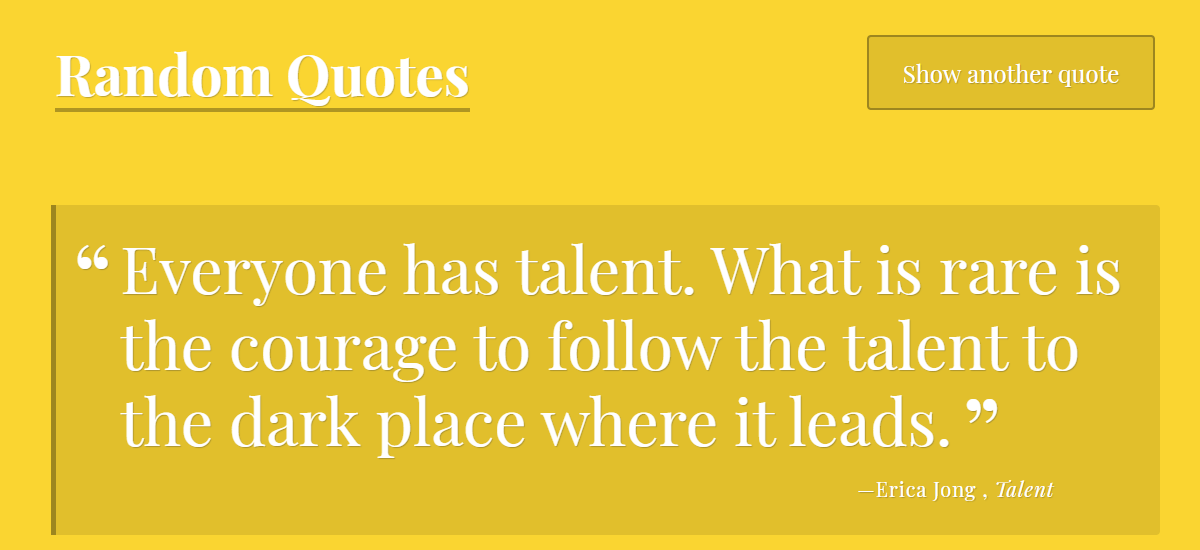 Random Quotes
Show another quote
“ Everyone has talent. What is rare is
the courage to follow the talent to
the dark place where it leads. ”
—Erica Jong , Talent